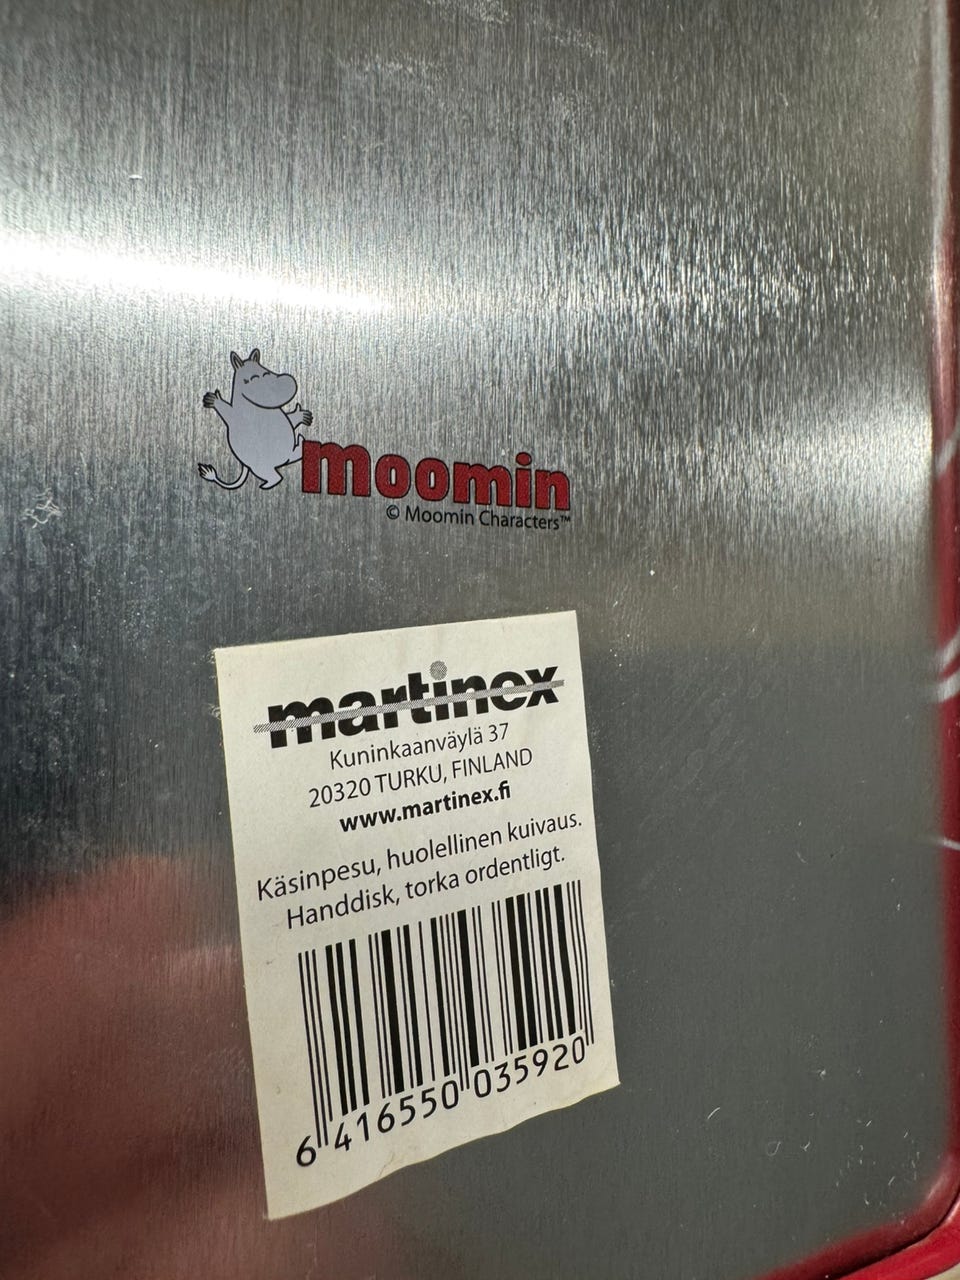 moomin
© Moomin Characters™
martinex
Kuninkaanväylä 37
20320 TURKU, FINLAND
www.martinex.fi
Käsinpesu, huolellinen kuivaus.
Handdisk, torka ordentligt.
6 416550 035920